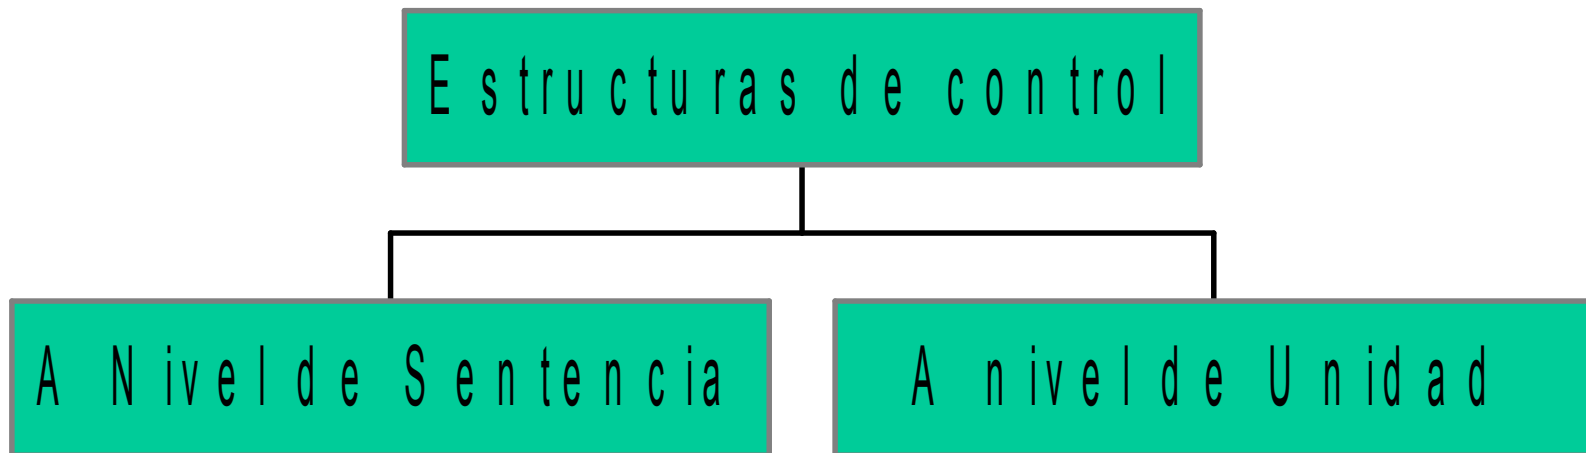 Estructuras de control
A Nivel de Sentencia
A nivel de Unidad